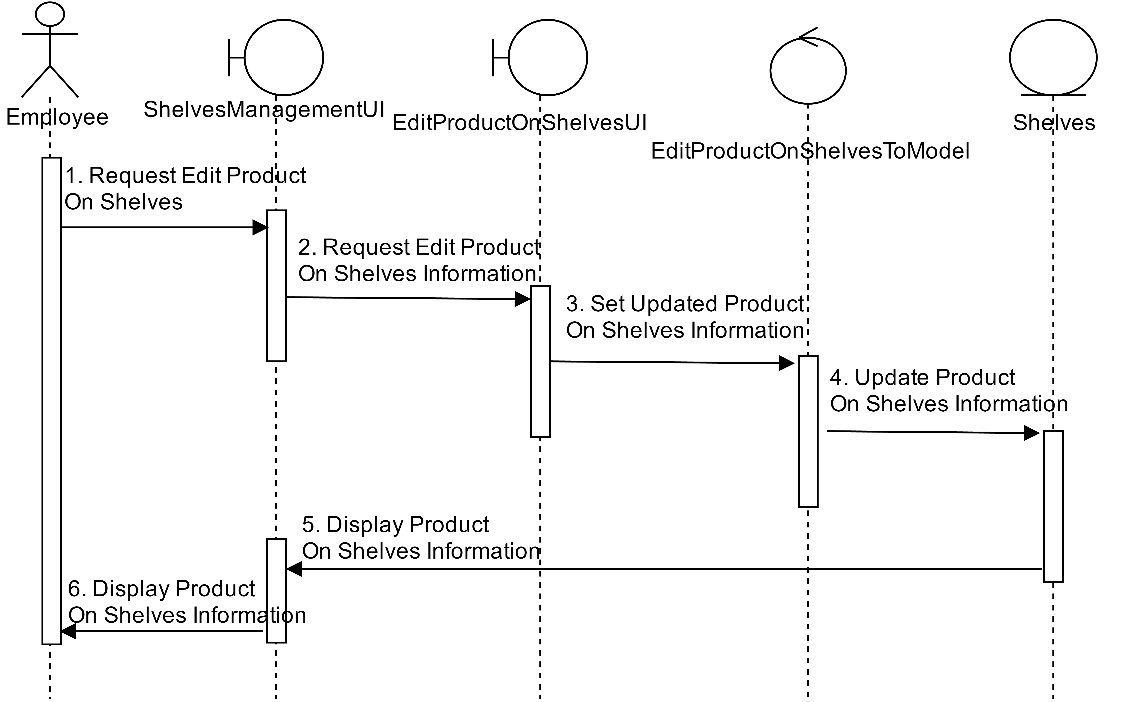 Employee
ShelvesManagementUI
EditProductOnShelvesUI
EditProductOnShelvesToModel
Shelves
1. Request Edit Product
On Shelves
2. Request Edit Product
On Shelves Information
3. Set Updated Product
On Shelves Information
4. Update Product
On Shelves Information
5. Display Product
On Shelves Information
6. Display Product
On Shelves Information